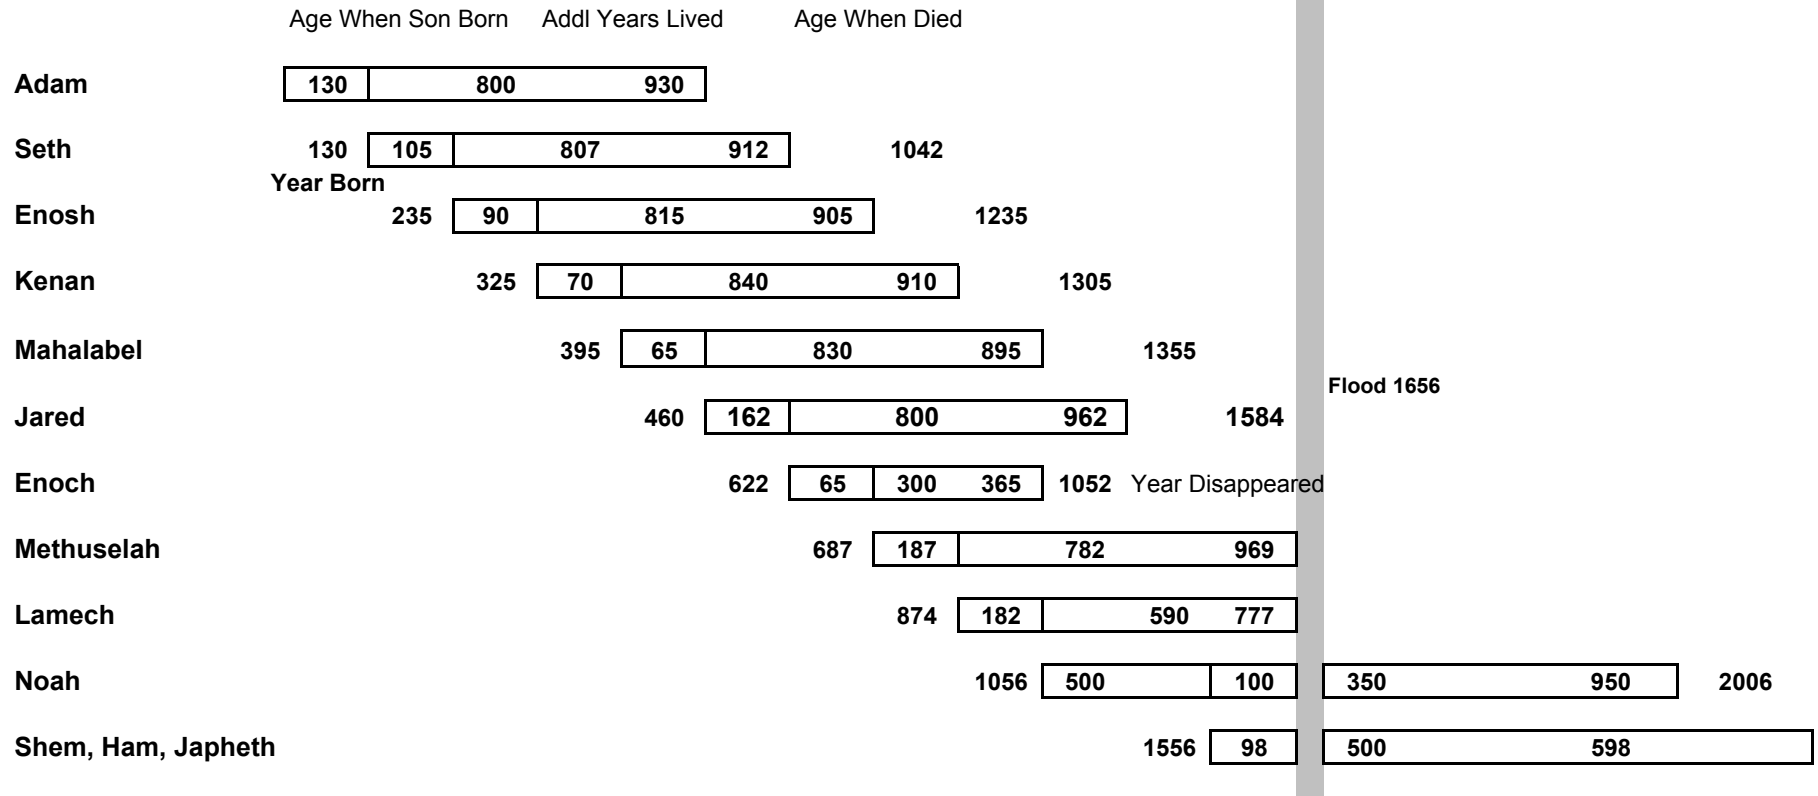 Age When Son Born Addl Years Lived Age When Died
Adam 130 800 930
Seth 130 105 807 912 1042
Year Born
Enosh 235 90 815 905 1235
Kenan 325 70 840 910 1305
Mahalabel 395 65 830 895 1355
Flood 1656
Jared 460 162 800 962 1584
Enoch 622 65 300 365 1052 Year Disappeared
Methuselah 687 187 782 969
Lamech 874 182 590 777
Noah 1056 500 100 350 950 2006
Shem, Ham, Japheth 1556 98 500 598